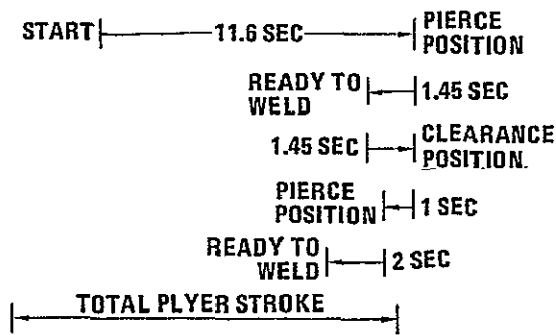 START 11.6 SEC PIERCE
POSITION
READY TO
WELD 1.45 SEC
1.45 SEC CLEARANCE
POSITION.
PIERCE
POSITION 1 SEC
READY TO
WELD 2 SEC
TOTAL PLYER STROKE